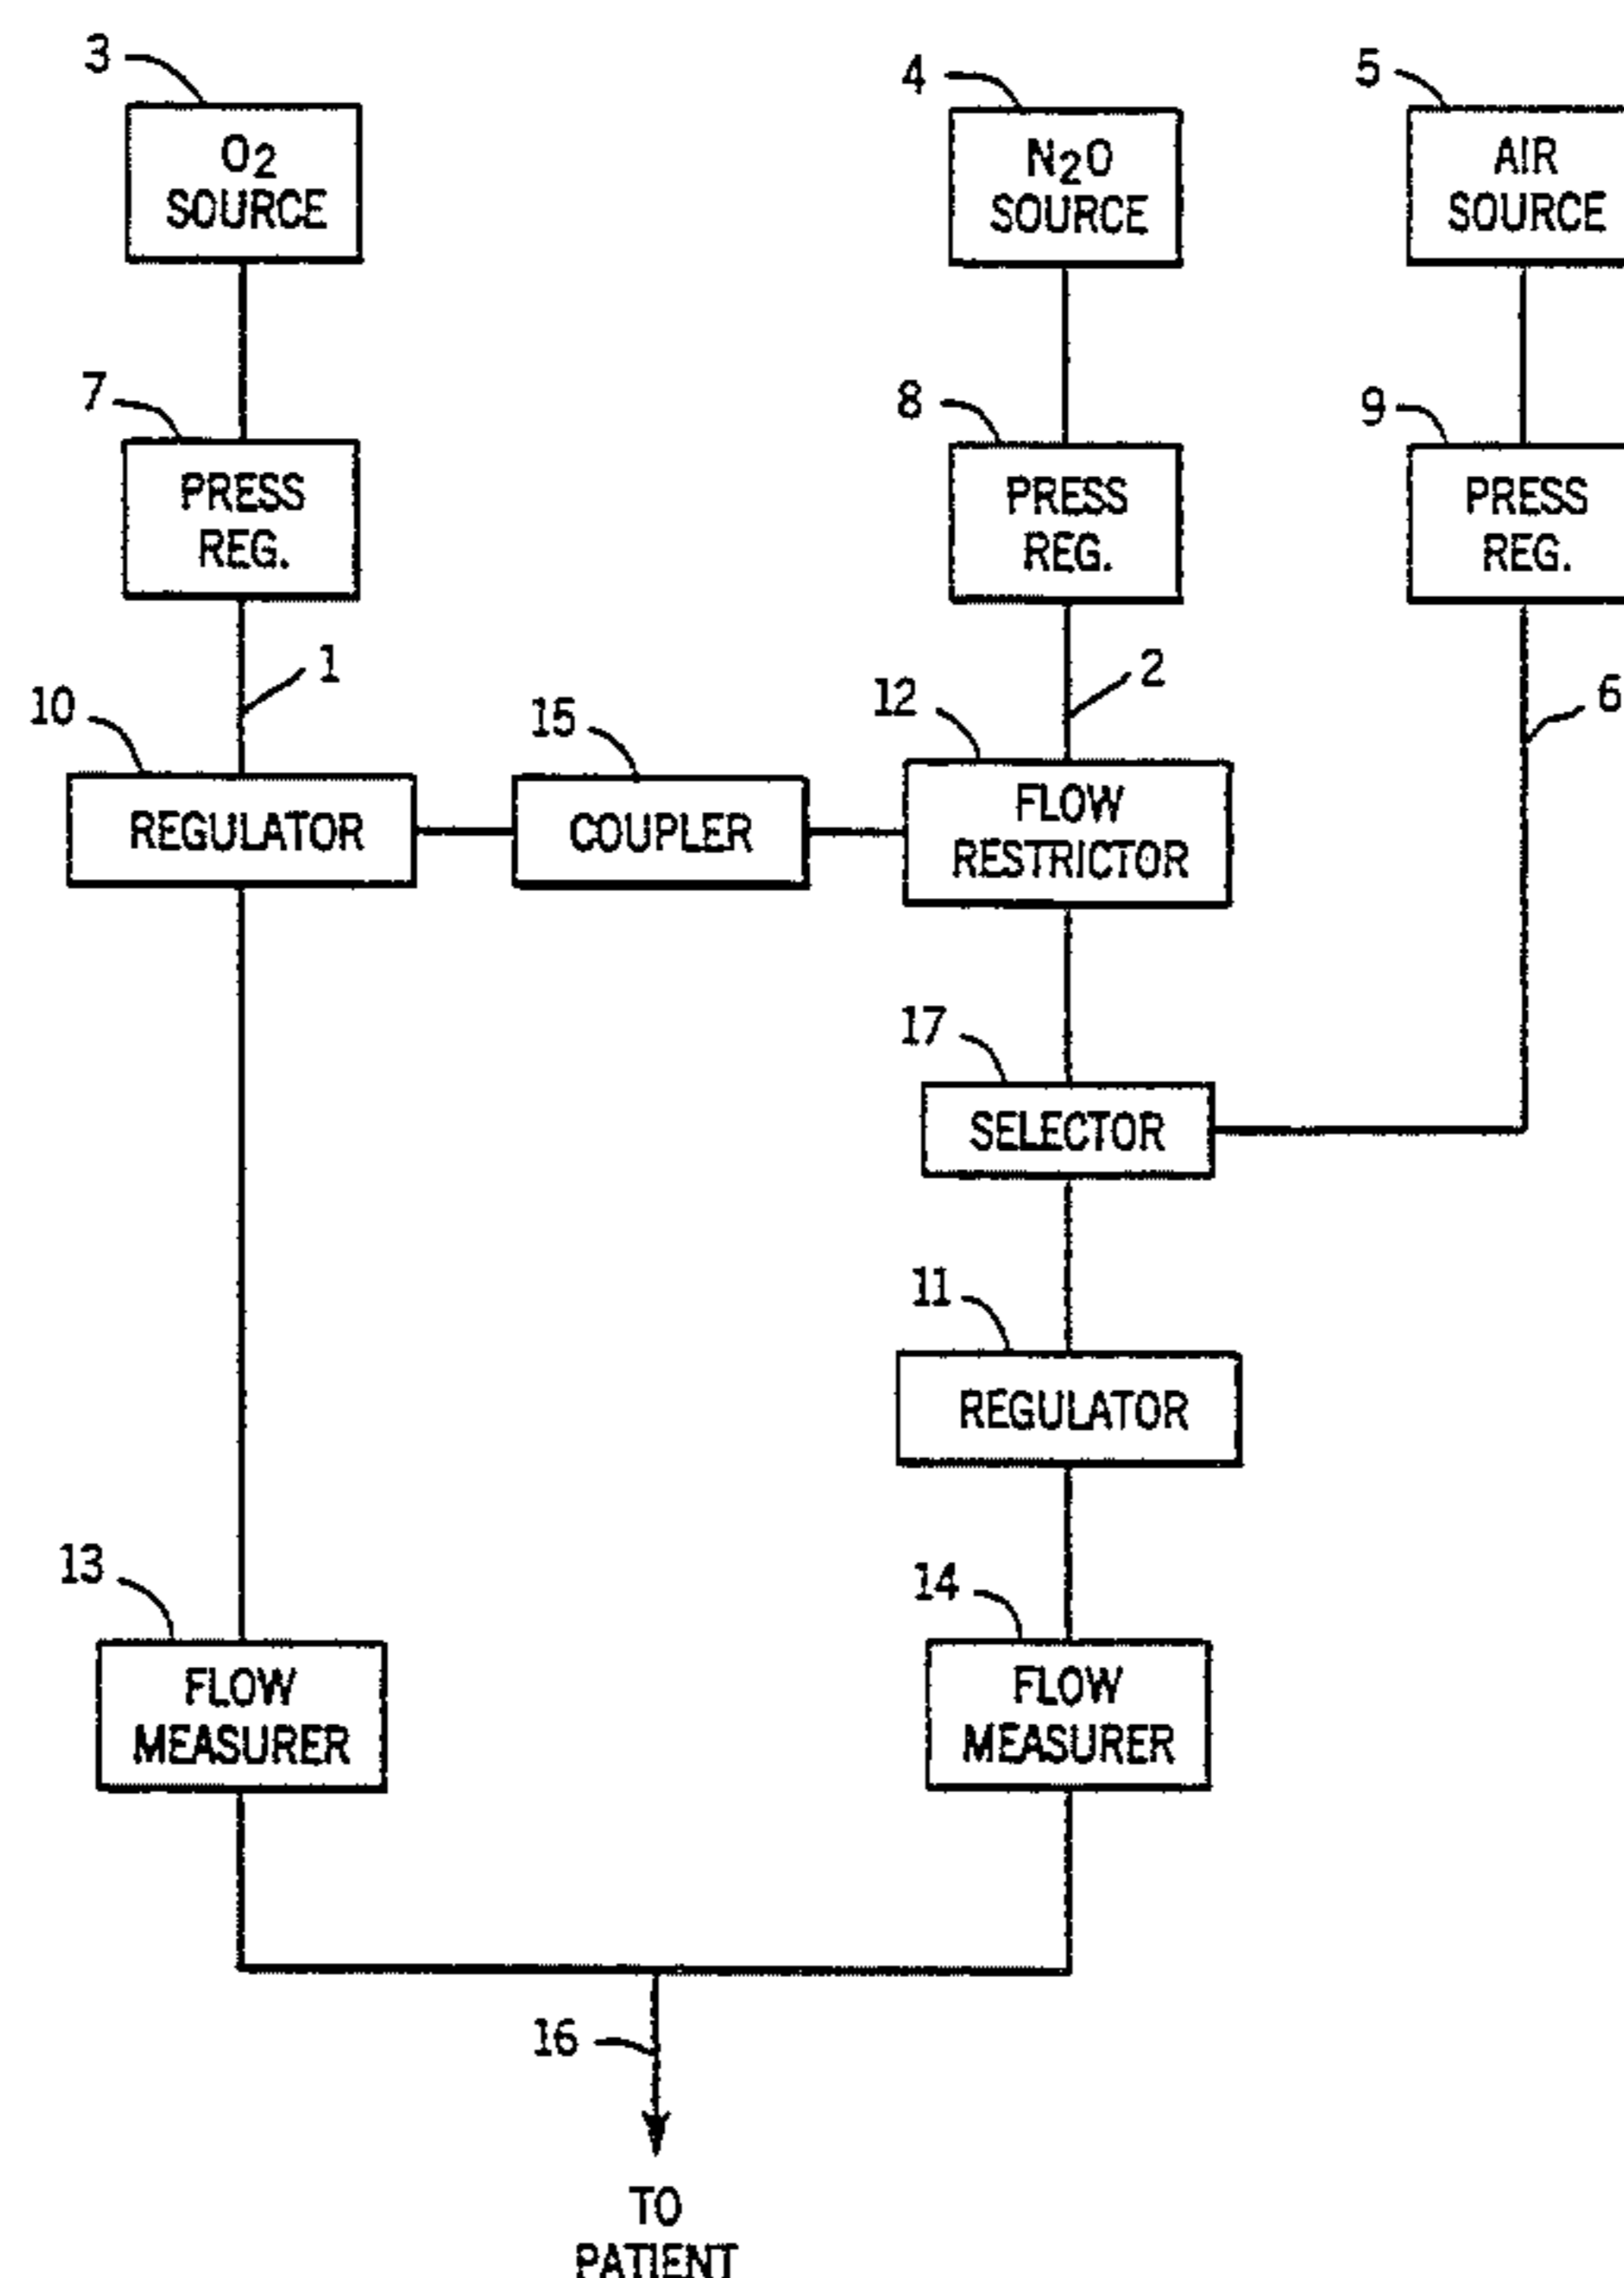 3
O2
SOURCE
4
N2O
SOURCE
5
AIR
SOURCE
7
PRESS
REG.
8
PRESS
REG.
9
PRESS
REG.
1
2
6
10
REGULATOR
15
COUPLER
12
FLOW
RESTRICTOR
17
SELECTOR
11
REGULATOR
13
FLOW
MEASURER
14
FLOW
MEASURER
16
TO
PATIENT